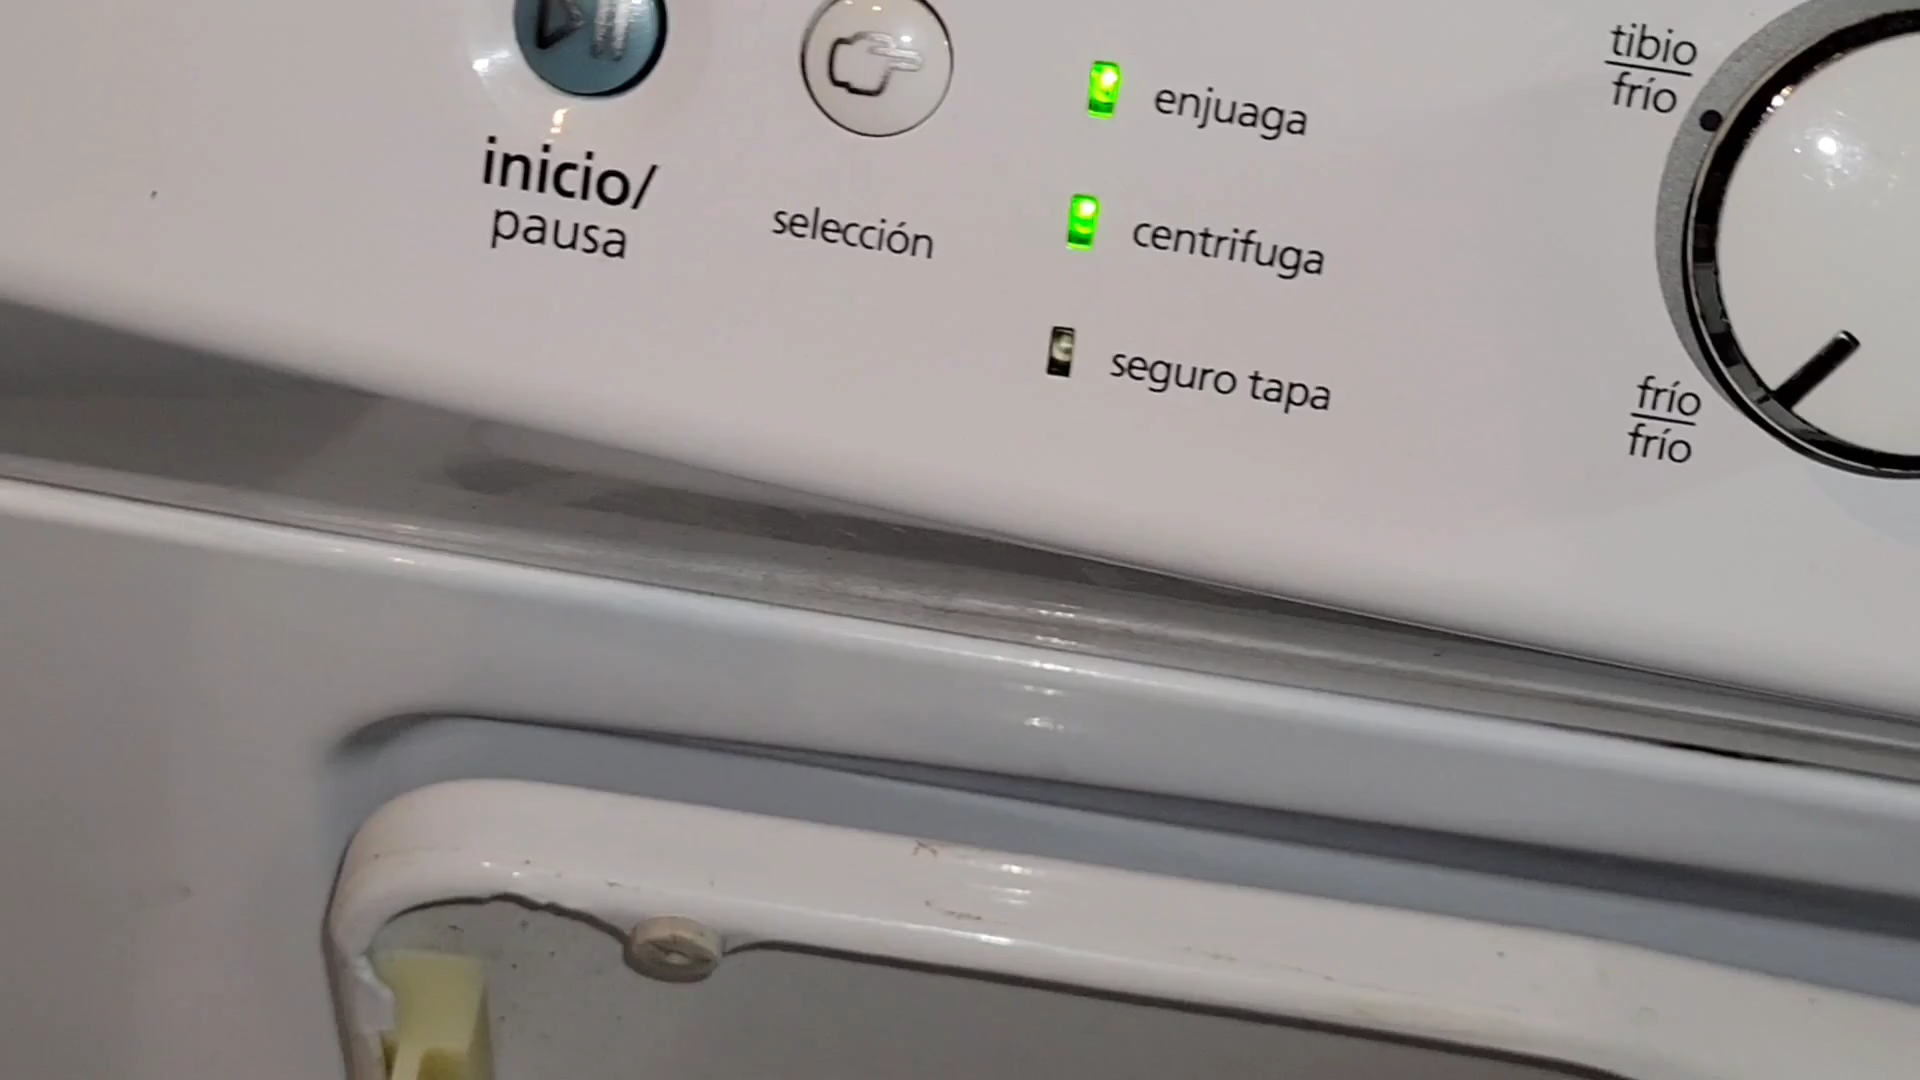 inicio/
pausa
selección
enjuaga
centrifuga
seguro tapa
tibio
frío
frío
frío